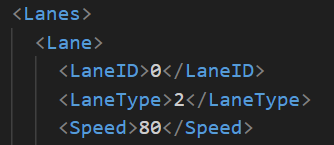 <Lanes>
<Lane>
<LaneID>0</LaneID>
<LaneType>2</LaneType>
<Speed>80</Speed>